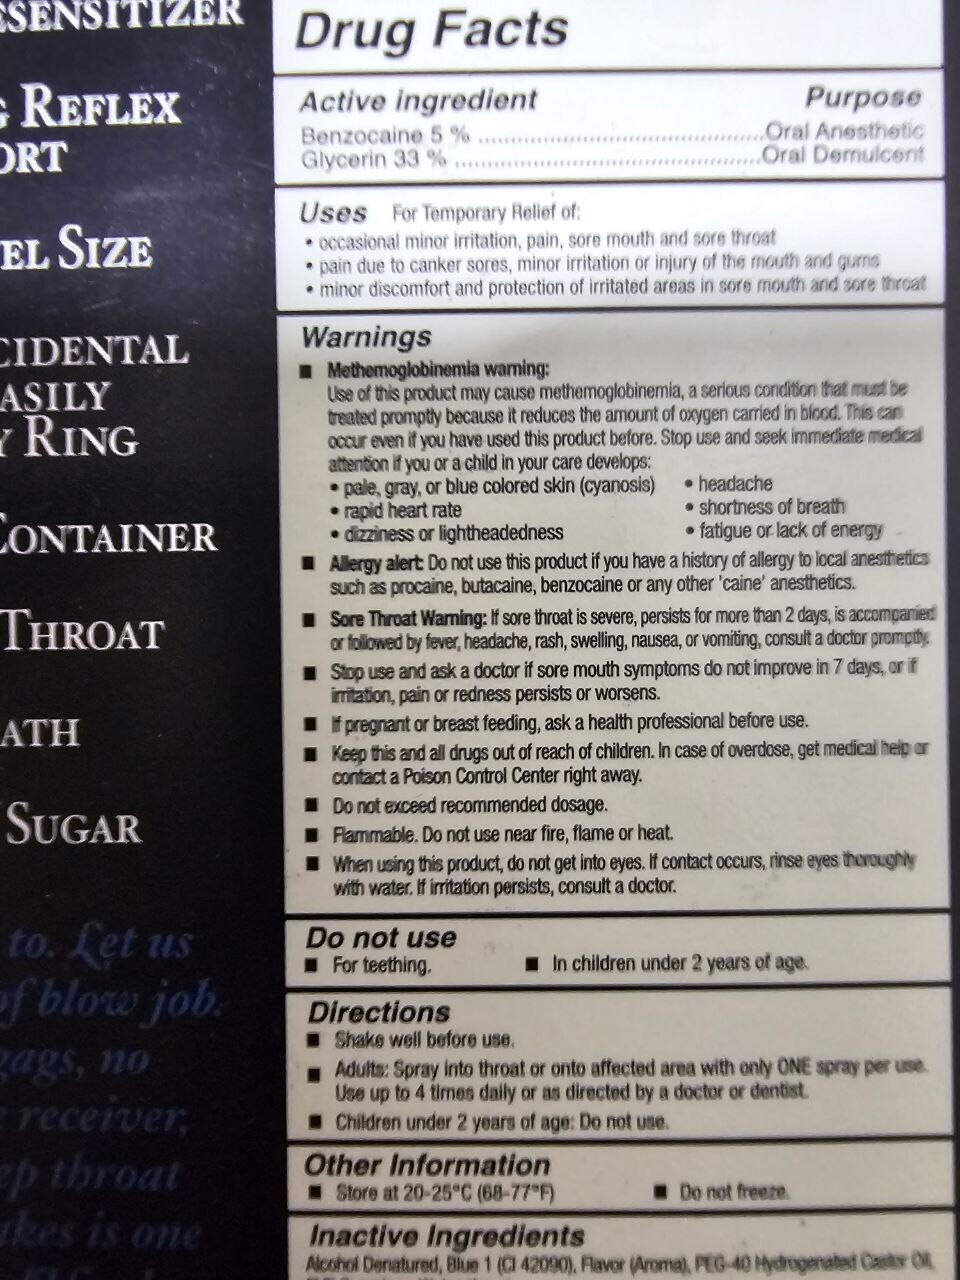 ESENSITIZER
REFLEX
ORT
EL SIZE
CIDENTAL
ASILY
Y RING
CONTAINER
THROAT
ATH
SUGAR
to. Let us
of blow job.
gags, no
receiver,
ep throat
akes is one
Drug Facts
Active ingredient Purpose
Benzocaine 5 % ..........................................Oral Anesthetic
Glycerin 33 % .............................................Oral Demulcent
Uses For Temporary Relief of:
• occasional minor irritation, pain, sore mouth and sore throat
• pain due to canker sores, minor irritation or injury of the mouth and gums
• minor discomfort and protection of irritated areas in sore mouth and sore throat
Warnings
■ Methemoglobinemia warning:
Use of this product may cause methemoglobinemia, a serious condition that must be
treated promptly because it reduces the amount of oxygen carried in blood. This can
occur even if you have used this product before. Stop use and seek immediate medical
attention if you or a child in your care develops:
• pale, gray, or blue colored skin (cyanosis) • headache
• rapid heart rate • shortness of breath
• dizziness or lightheadedness • fatigue or lack of energy
■ Allergy alert: Do not use this product if you have a history of allergy to local anesthetics
such as procaine, butacaine, benzocaine or any other 'caine' anesthetics.
■ Sore Throat Warning: If sore throat is severe, persists for more than 2 days, is accompanied
or followed by fever, headache, rash, swelling, nausea, or vomiting, consult a doctor promptly.
■ Stop use and ask a doctor if sore mouth symptoms do not improve in 7 days, or if
irritation, pain or redness persists or worsens.
■ If pregnant or breast feeding, ask a health professional before use.
■ Keep this and all drugs out of reach of children. In case of overdose, get medical help or
contact a Poison Control Center right away.
■ Do not exceed recommended dosage.
■ Flammable. Do not use near fire, flame or heat.
■ When using this product, do not get into eyes. If contact occurs, rinse eyes thoroughly
with water. If irritation persists, consult a doctor.
Do not use
■ For teething. ■ In children under 2 years of age.
Directions
■ Shake well before use.
■ Adults: Spray into throat or onto affected area with only ONE spray per use.
Use up to 4 times daily or as directed by a doctor or dentist.
■ Children under 2 years of age: Do not use.
Other Information
■ Store at 20-25°C (68-77°F) ■ Do not freeze.
Inactive Ingredients
Alcohol Denatured, Blue 1 (CI 42090), Flavor (Aroma), PEG-40 Hydrogenated Castor Oil,